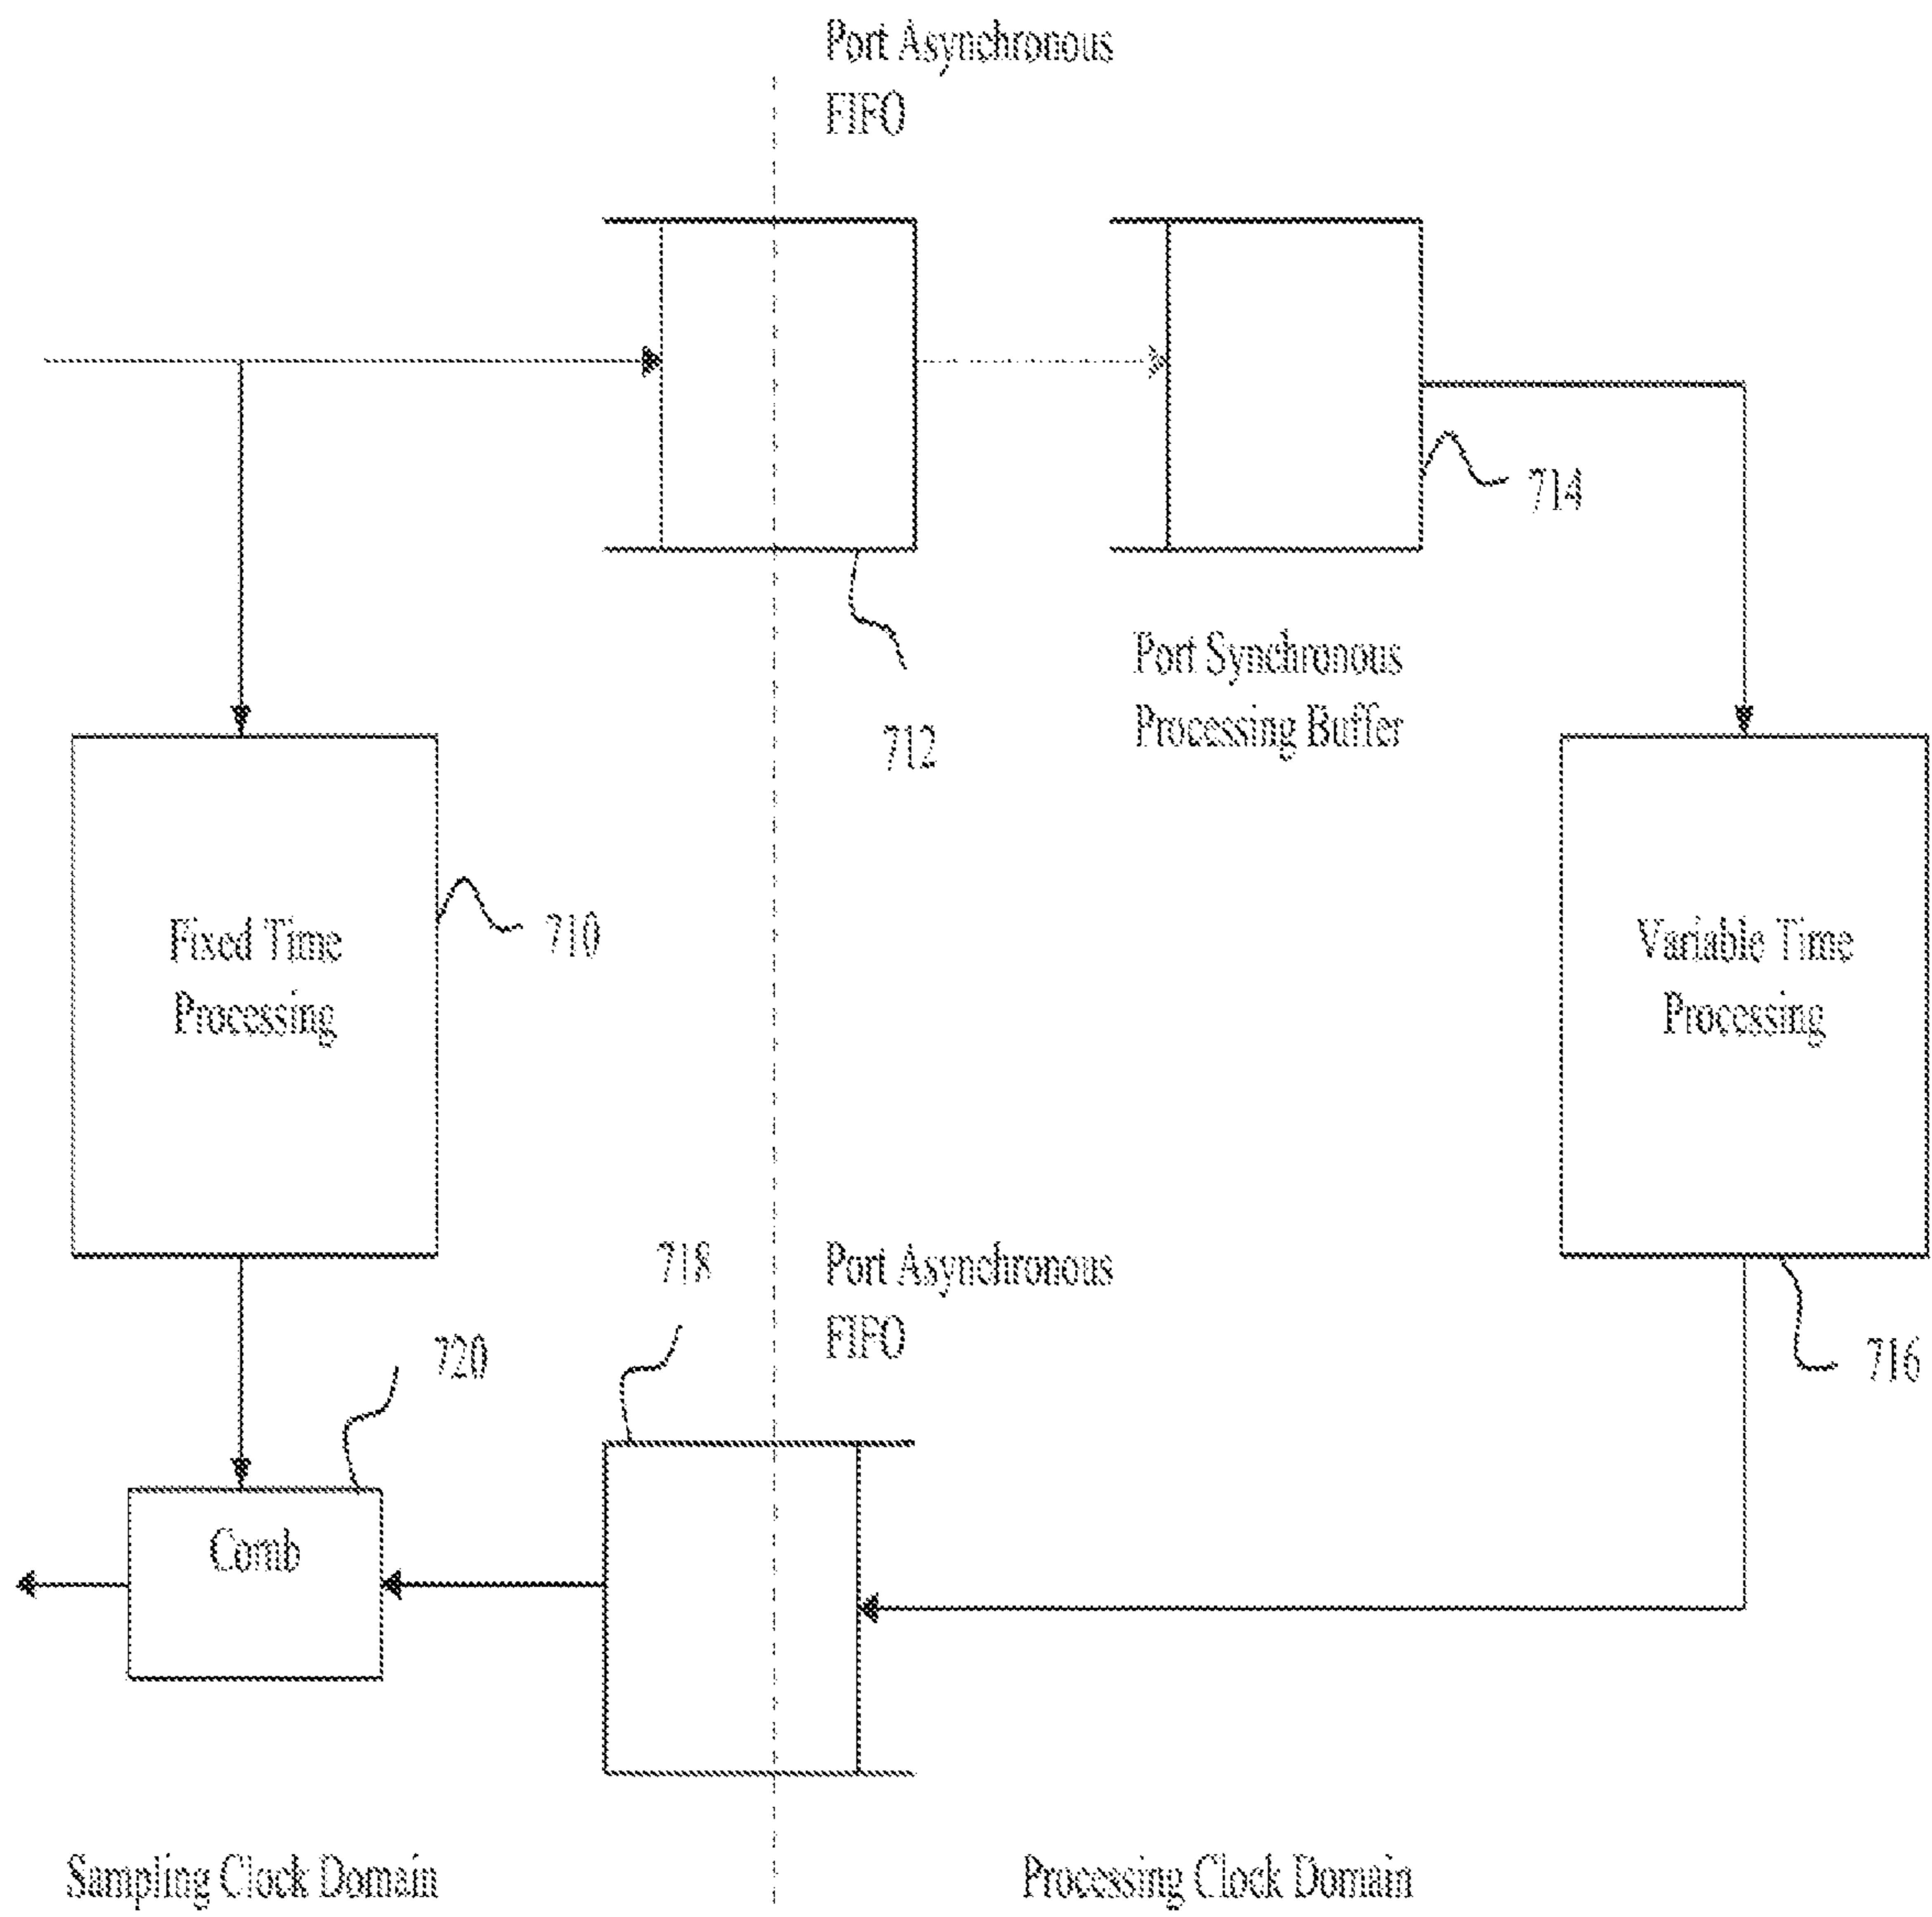 Port Asynchronous
FIFO
714
Port Synchronous
Processing Buffer
712
Fixed Time
Processing
710
Variable Time
Processing
718
Port Asynchronous
FIFO
720
716
Comb
Sampling Clock Domain
Processing Clock Domain